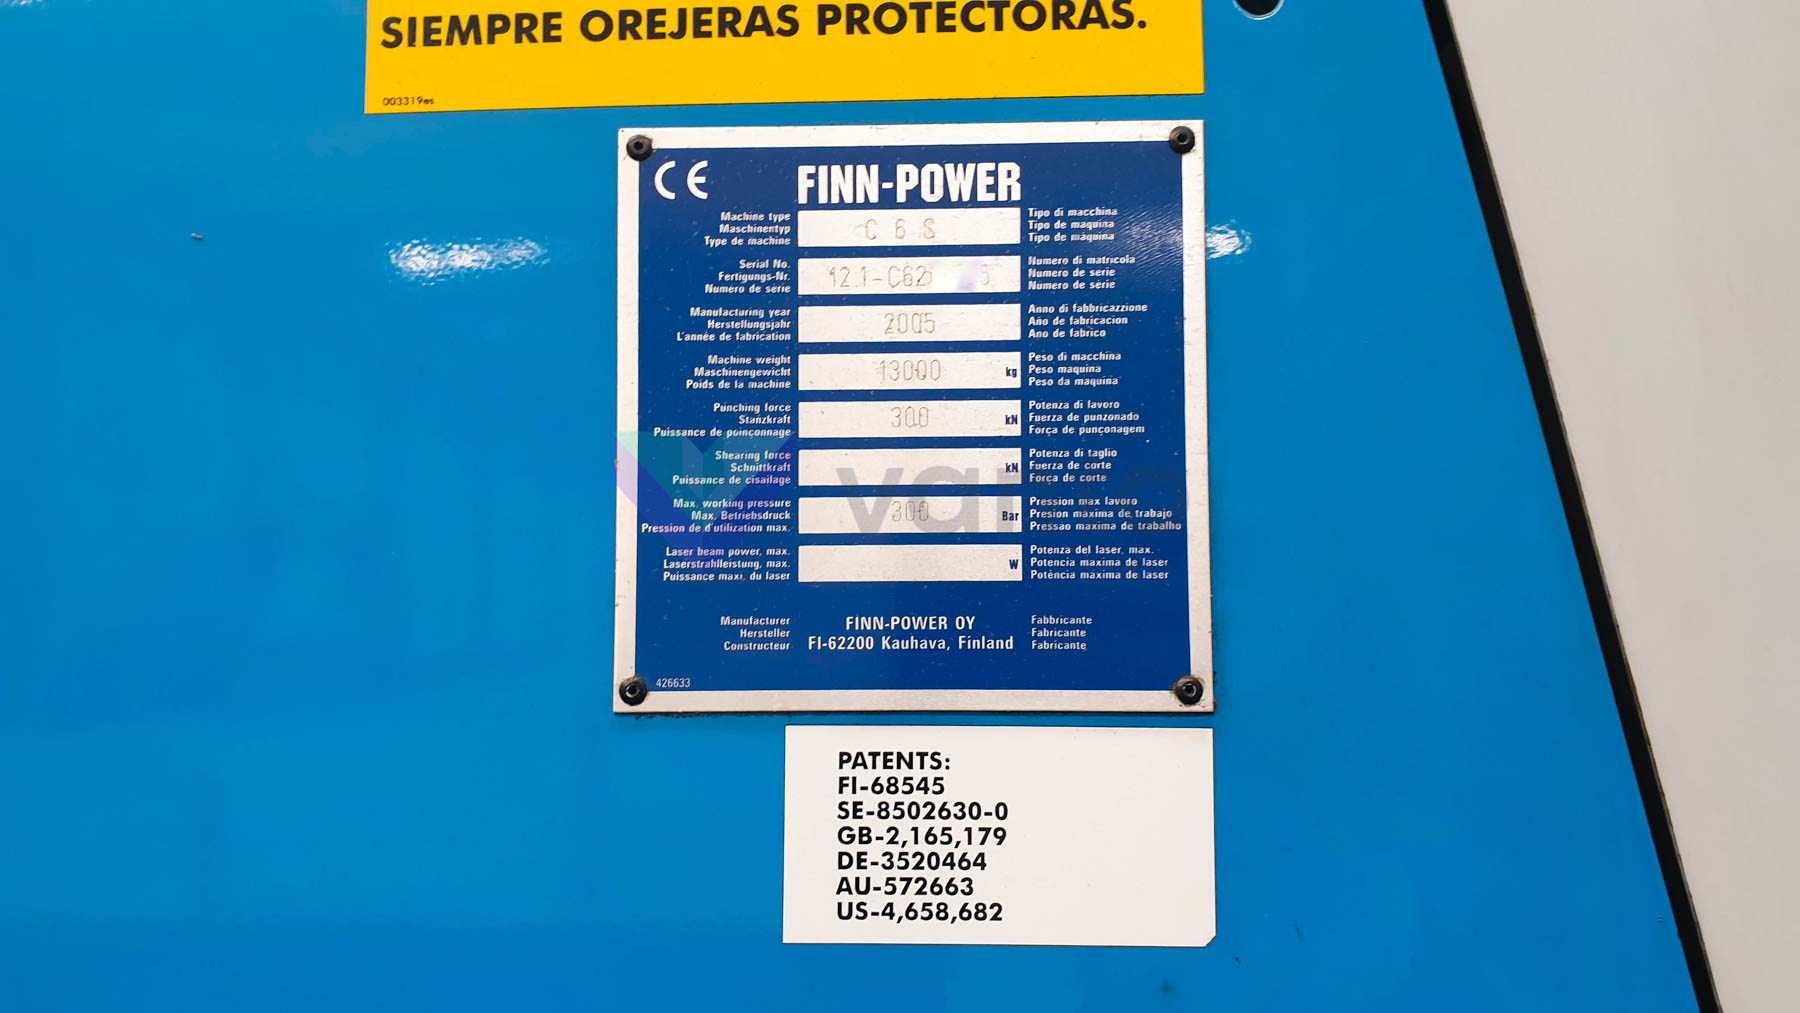 SIEMPRE OREJERAS PROTECTORAS.
003319es
CE FINN-POWER
Machine type
Maschinentyp
Type de machine
C 6 S
Tipo di macchina
Tipo de maquina
Tipo de máquina
Serial No.
Fertigungs-Nr.
Numéro de série
12.1-C62
Numero di matricola
Numero de serie
Número de série
Manufacturing year
Herstellungsjahr
L'année de fabrication
2005
Anno di fabbricazzione
Año de fabricacion
Ano de fabrico
Machine weight
Maschinengewicht
Poids de la machine
13000 kg
Peso di macchina
Peso maquina
Peso da maquina
Punching force
Stanzkraft
Puissance de poinçonnage
300 kN
Potenza di lavoro
Fuerza de punzonado
Força de punçonagem
Shearing force
Schnittkraft
Puissance de cisailage
kN
Potenza di taglio
Fuerza de corte
Força de corte
Max. working pressure
Max. Betriebsdruck
Pression de d'utilization max.
300 Bar
Pression max lavoro
Presion máxima de trabajo
Pressão maxima de trabalho
Laser beam power, max.
Laserstrahlleistung, max.
Puissance maxi, du laser
W
Potenza del laser, max.
Potencia maxima de laser
Potência maxima de laser
Manufacturer
Hersteller
Constructeur
FINN-POWER OY
FI-62200 Kauhava, Finland
Fabbricante
Fabricante
Fabricante
426633
PATENTS:
FI-68545
SE-8502630-0
GB-2,165,179
DE-3520464
AU-572663
US-4,658,682